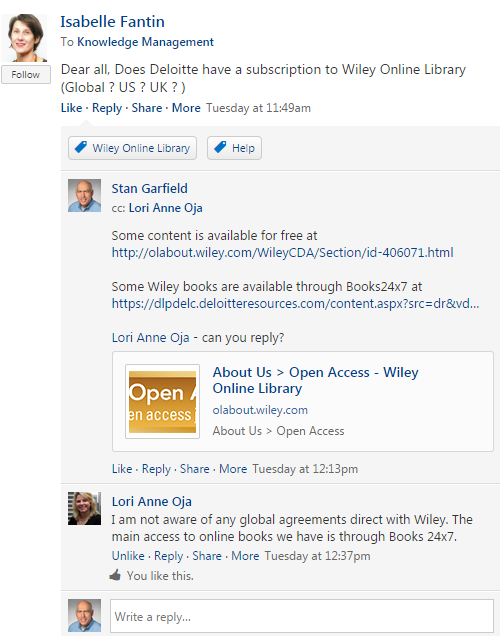 Isabelle Fantin
To Knowledge Management
Follow
Dear all, Does Deloitte have a subscription to Wiley Online Library
(Global ? US ? UK ? )
Like · Reply · Share · More Tuesday at 11:49am
Wiley Online Library
Help
Stan Garfield
cc: Lori Anne Oja
Some content is available for free at
http://olabout.wiley.com/WileyCDA/Section/id-406071.html
Some Wiley books are available through Books24x7 at
https://dlpdelc.deloitteresources.com/content.aspx?src=dr&vd...
Lori Anne Oja - can you reply?
Open A
en access
About Us > Open Access - Wiley
Online Library
olabout.wiley.com
About Us > Open Access
Like · Reply · Share · More Tuesday at 12:13pm
Lori Anne Oja
I am not aware of any global agreements direct with Wiley. The
main access to online books we have is through Books 24x7.
Unlike · Reply · Share · More Tuesday at 12:37pm
You like this.
Write a reply...